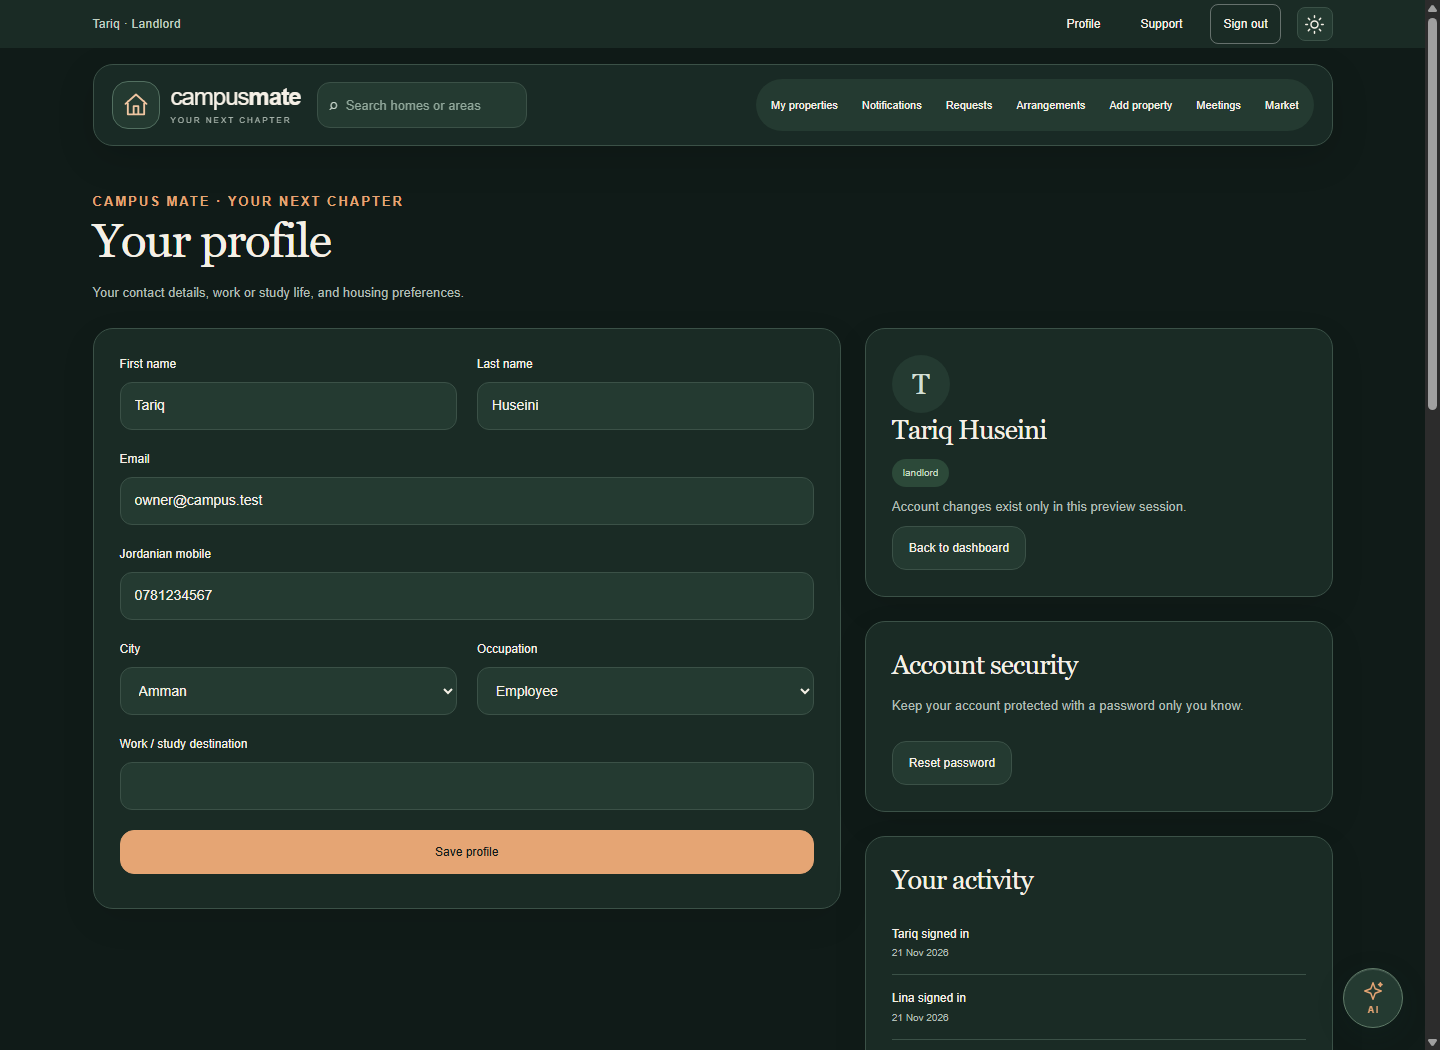 Tariq · Landlord
Profile
Support
Sign out
campusmate
YOUR NEXT CHAPTER
Search homes or areas
My properties
Notifications
Requests
Arrangements
Add property
Meetings
Market
CAMPUS MATE · YOUR NEXT CHAPTER
Your profile
Your contact details, work or study life, and housing preferences.
First name
Last name
Tariq
Huseini
Email
owner@campus.test
Jordanian mobile
0781234567
City
Occupation
Amman
Employee
Work / study destination
Save profile
T
Tariq Huseini
landlord
Account changes exist only in this preview session.
Back to dashboard
Account security
Keep your account protected with a password only you know.
Reset password
Your activity
Tariq signed in
21 Nov 2026
Lina signed in
21 Nov 2026
AI